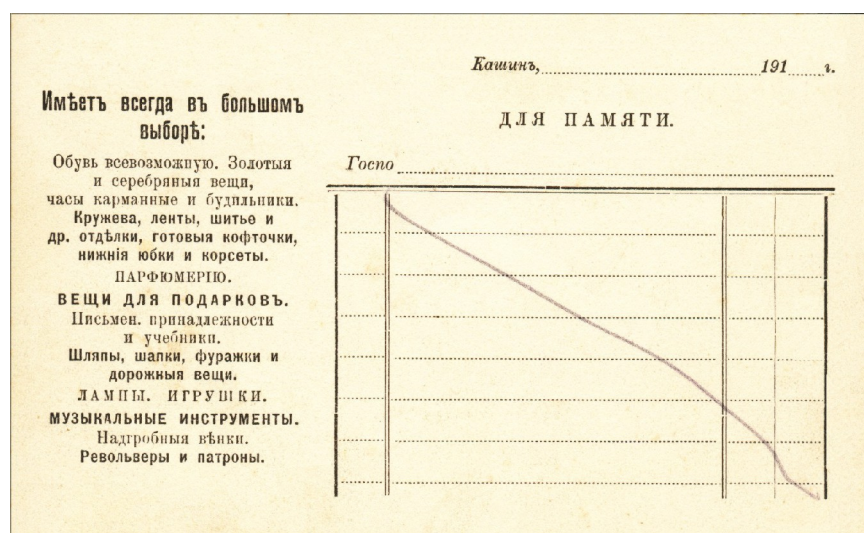 Кашинъ, 191 г.
Имѣетъ всегда въ большомъ
выборѣ:
ДЛЯ ПАМЯТИ.
Обувь всевозможную. Золотыя
и серебряныя вещи,
часы карманные и будильники.
Кружева, ленты, шитье и
др. отдѣлки, готовыя кофточки,
нижнія юбки и корсеты.
ПАРФЮМЕРІЮ.
ВЕЩИ ДЛЯ ПОДАРКОВЪ.
Письмен. принадлежности
и учебники.
Шляпы, шапки, фуражки и
дорожныя вещи.
ЛАМПЫ. ИГРУШКИ.
МУЗЫКАЛЬНЫЕ ИНСТРУМЕНТЫ.
Надгробныя вѣнки.
Револьверы и патроны.
Госпо